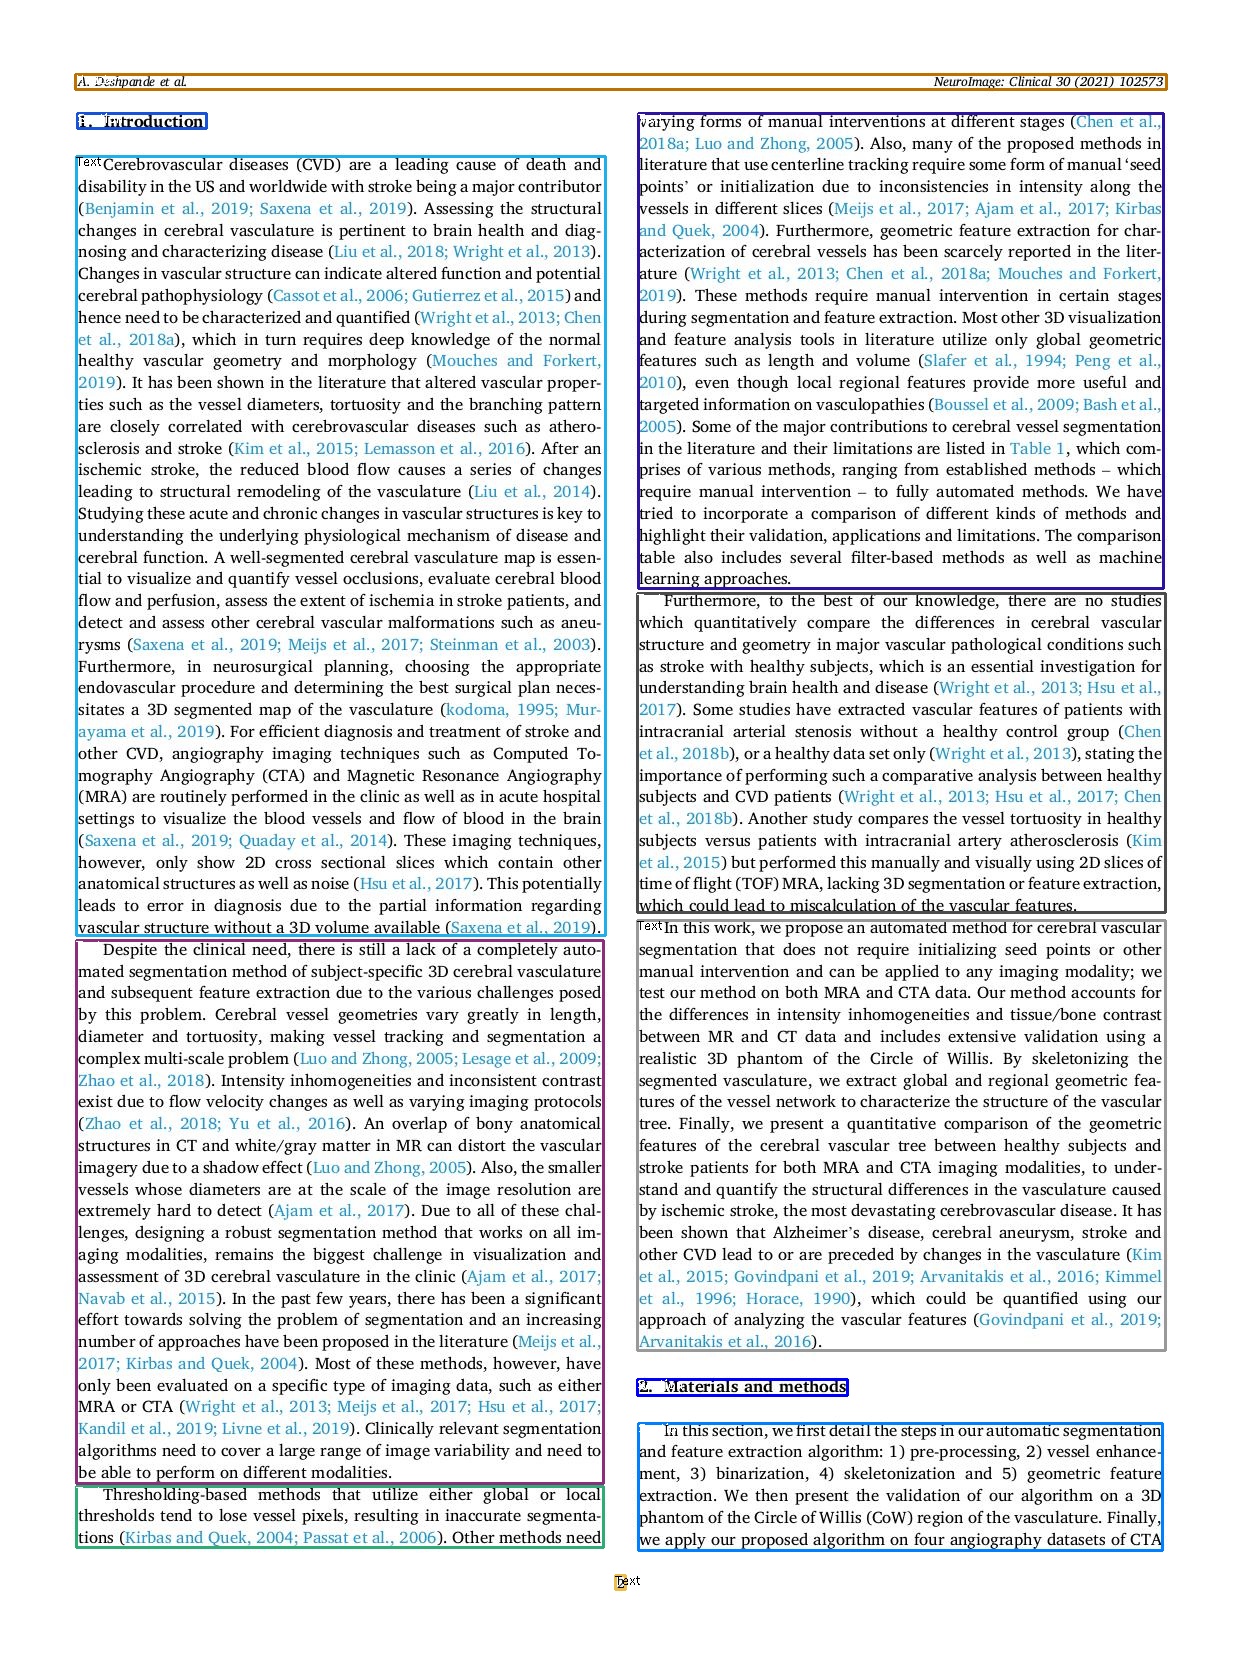 A. Deshpande et al.
NeuroImage: Clinical 30 (2021) 102573
1. Introduction
Text
Cerebrovascular diseases (CVD) are a leading cause of death and
disability in the US and worldwide with stroke being a major contributor
(Benjamin et al., 2019; Saxena et al., 2019). Assessing the structural
changes in cerebral vasculature is pertinent to brain health and diag-
nosing and characterizing disease (Liu et al., 2018; Wright et al., 2013).
Changes in vascular structure can indicate altered function and potential
cerebral pathophysiology (Cassot et al., 2006; Gutierrez et al., 2015) and
hence need to be characterized and quantified (Wright et al., 2013; Chen
et al., 2018a), which in turn requires deep knowledge of the normal
healthy vascular geometry and morphology (Mouches and Forkert,
2019). It has been shown in the literature that altered vascular proper-
ties such as the vessel diameters, tortuosity and the branching pattern
are closely correlated with cerebrovascular diseases such as athero-
sclerosis and stroke (Kim et al., 2015; Lemasson et al., 2016). After an
ischemic stroke, the reduced blood flow causes a series of changes
leading to structural remodeling of the vasculature (Liu et al., 2014).
Studying these acute and chronic changes in vascular structures is key to
understanding the underlying physiological mechanism of disease and
cerebral function. A well-segmented cerebral vasculature map is essen-
tial to visualize and quantify vessel occlusions, evaluate cerebral blood
flow and perfusion, assess the extent of ischemia in stroke patients, and
detect and assess other cerebral vascular malformations such as aneu-
rysms (Saxena et al., 2019; Meijs et al., 2017; Steinman et al., 2003).
Furthermore, in neurosurgical planning, choosing the appropriate
endovascular procedure and determining the best surgical plan neces-
sitates a 3D segmented map of the vasculature (kodoma, 1995; Mur-
ayama et al., 2019). For efficient diagnosis and treatment of stroke and
other CVD, angiography imaging techniques such as Computed To-
mography Angiography (CTA) and Magnetic Resonance Angiography
(MRA) are routinely performed in the clinic as well as in acute hospital
settings to visualize the blood vessels and flow of blood in the brain
(Saxena et al., 2019; Quaday et al., 2014). These imaging techniques,
however, only show 2D cross sectional slices which contain other
anatomical structures as well as noise (Hsu et al., 2017). This potentially
leads to error in diagnosis due to the partial information regarding
vascular structure without a 3D volume available (Saxena et al., 2019).
Despite the clinical need, there is still a lack of a completely auto-
mated segmentation method of subject-specific 3D cerebral vasculature
and subsequent feature extraction due to the various challenges posed
by this problem. Cerebral vessel geometries vary greatly in length,
diameter and tortuosity, making vessel tracking and segmentation a
complex multi-scale problem (Luo and Zhong, 2005; Lesage et al., 2009;
Zhao et al., 2018). Intensity inhomogeneities and inconsistent contrast
exist due to flow velocity changes as well as varying imaging protocols
(Zhao et al., 2018; Yu et al., 2016). An overlap of bony anatomical
structures in CT and white/gray matter in MR can distort the vascular
imagery due to a shadow effect (Luo and Zhong, 2005). Also, the smaller
vessels whose diameters are at the scale of the image resolution are
extremely hard to detect (Ajam et al., 2017). Due to all of these chal-
lenges, designing a robust segmentation method that works on all im-
aging modalities, remains the biggest challenge in visualization and
assessment of 3D cerebral vasculature in the clinic (Ajam et al., 2017;
Navab et al., 2015). In the past few years, there has been a significant
effort towards solving the problem of segmentation and an increasing
number of approaches have been proposed in the literature (Meijs et al.,
2017; Kirbas and Quek, 2004). Most of these methods, however, have
only been evaluated on a specific type of imaging data, such as either
MRA or CTA (Wright et al., 2013; Meijs et al., 2017; Hsu et al., 2017;
Kandil et al., 2019; Livne et al., 2019). Clinically relevant segmentation
algorithms need to cover a large range of image variability and need to
be able to perform on different modalities.
Thresholding-based methods that utilize either global or local
thresholds tend to lose vessel pixels, resulting in inaccurate segmenta-
tions (Kirbas and Quek, 2004; Passat et al., 2006). Other methods need
varying forms of manual interventions at different stages (Chen et al.,
2018a; Luo and Zhong, 2005). Also, many of the proposed methods in
literature that use centerline tracking require some form of manual ‘seed
points’ or initialization due to inconsistencies in intensity along the
vessels in different slices (Meijs et al., 2017; Ajam et al., 2017; Kirbas
and Quek, 2004). Furthermore, geometric feature extraction for char-
acterization of cerebral vessels has been scarcely reported in the liter-
ature (Wright et al., 2013; Chen et al., 2018a; Mouches and Forkert,
2019). These methods require manual intervention in certain stages
during segmentation and feature extraction. Most other 3D visualization
and feature analysis tools in literature utilize only global geometric
features such as length and volume (Slafer et al., 1994; Peng et al.,
2010), even though local regional features provide more useful and
targeted information on vasculopathies (Boussel et al., 2009; Bash et al.,
2005). Some of the major contributions to cerebral vessel segmentation
in the literature and their limitations are listed in Table 1, which com-
prises of various methods, ranging from established methods – which
require manual intervention – to fully automated methods. We have
tried to incorporate a comparison of different kinds of methods and
highlight their validation, applications and limitations. The comparison
table also includes several filter-based methods as well as machine
learning approaches.
Furthermore, to the best of our knowledge, there are no studies
which quantitatively compare the differences in cerebral vascular
structure and geometry in major vascular pathological conditions such
as stroke with healthy subjects, which is an essential investigation for
understanding brain health and disease (Wright et al., 2013; Hsu et al.,
2017). Some studies have extracted vascular features of patients with
intracranial arterial stenosis without a healthy control group (Chen
et al., 2018b), or a healthy data set only (Wright et al., 2013), stating the
importance of performing such a comparative analysis between healthy
subjects and CVD patients (Wright et al., 2013; Hsu et al., 2017; Chen
et al., 2018b). Another study compares the vessel tortuosity in healthy
subjects versus patients with intracranial artery atherosclerosis (Kim
et al., 2015) but performed this manually and visually using 2D slices of
time of flight (TOF) MRA, lacking 3D segmentation or feature extraction,
which could lead to miscalculation of the vascular features.
Text
In this work, we propose an automated method for cerebral vascular
segmentation that does not require initializing seed points or other
manual intervention and can be applied to any imaging modality; we
test our method on both MRA and CTA data. Our method accounts for
the differences in intensity inhomogeneities and tissue/bone contrast
between MR and CT data and includes extensive validation using a
realistic 3D phantom of the Circle of Willis. By skeletonizing the
segmented vasculature, we extract global and regional geometric fea-
tures of the vessel network to characterize the structure of the vascular
tree. Finally, we present a quantitative comparison of the geometric
features of the cerebral vascular tree between healthy subjects and
stroke patients for both MRA and CTA imaging modalities, to under-
stand and quantify the structural differences in the vasculature caused
by ischemic stroke, the most devastating cerebrovascular disease. It has
been shown that Alzheimer’s disease, cerebral aneurysm, stroke and
other CVD lead to or are preceded by changes in the vasculature (Kim
et al., 2015; Govindpani et al., 2019; Arvanitakis et al., 2016; Kimmel
et al., 1996; Horace, 1990), which could be quantified using our
approach of analyzing the vascular features (Govindpani et al., 2019;
Arvanitakis et al., 2016).
2. Materials and methods
In this section, we first detail the steps in our automatic segmentation
and feature extraction algorithm: 1) pre-processing, 2) vessel enhance-
ment, 3) binarization, 4) skeletonization and 5) geometric feature
extraction. We then present the validation of our algorithm on a 3D
phantom of the Circle of Willis (CoW) region of the vasculature. Finally,
we apply our proposed algorithm on four angiography datasets of CTA
2
Text